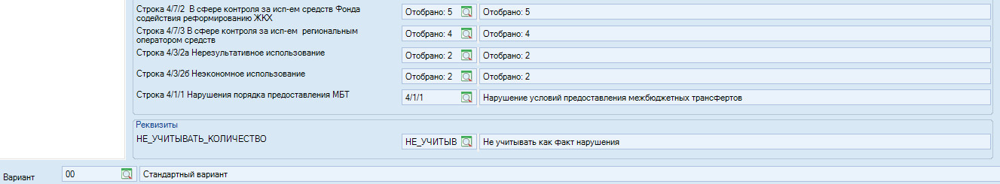 Строка 4/7/2 В сфере контроля за исп-ем средств Фонда
содействия реформированию ЖКХ
Отобрано: 5
Отобрано: 5
Строка 4/7/3 В сфере контроля за исп-ем региональным
оператором средств
Отобрано: 4
Отобрано: 4
Строка 4/3/2а Нерезультативное использование
Отобрано: 2
Отобрано: 2
Строка 4/3/2б Неэкономное использование
Отобрано: 2
Отобрано: 2
Строка 4/1/1 Нарушения порядка предоставления МБТ
4/1/1
Нарушение условий предоставления межбюджетных трансфертов
Реквизиты
НЕ_УЧИТЫВАТЬ_КОЛИЧЕСТВО
НЕ_УЧИТЫВ
Не учитывать как факт нарушения
Вариант
00
Стандартный вариант